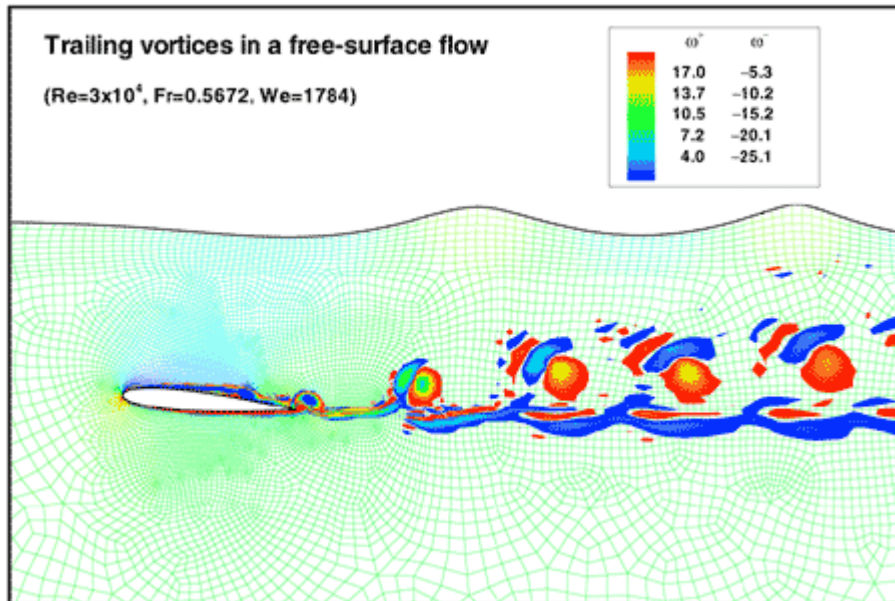 Trailing vortices in a free-surface flow
(Re=3x10⁴, Fr=0.5672, We=1784)
ω⁺ ω⁻
17.0 −5.3
13.7 −10.2
10.5 −15.2
7.2 −20.1
4.0 −25.1